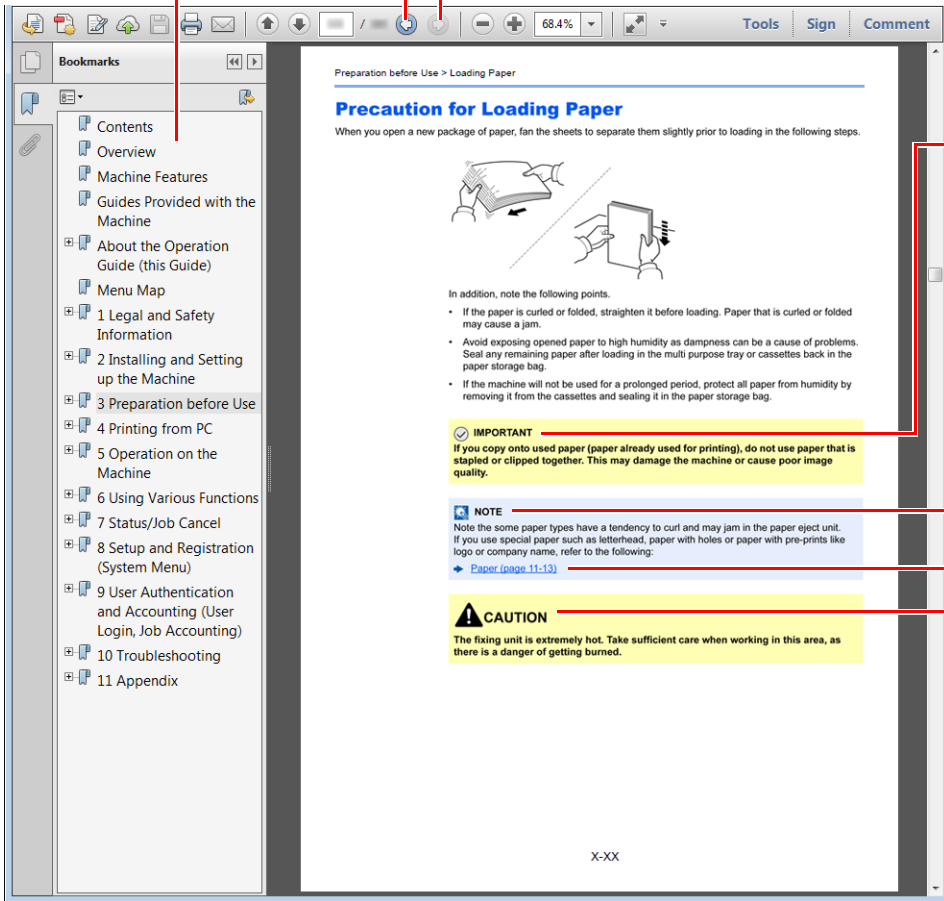 /
68.4%
Tools
Sign
Comment
Bookmarks
Contents
Overview
Machine Features
Guides Provided with the
Machine
About the Operation
Guide (this Guide)
Menu Map
1 Legal and Safety
Information
2 Installing and Setting
up the Machine
3 Preparation before Use
4 Printing from PC
5 Operation on the
Machine
6 Using Various Functions
7 Status/Job Cancel
8 Setup and Registration
(System Menu)
9 User Authentication
and Accounting (User
Login, Job Accounting)
10 Troubleshooting
11 Appendix
Preparation before Use > Loading Paper
Precaution for Loading Paper
When you open a new package of paper, fan the sheets to separate them slightly prior to loading in the following steps.
In addition, note the following points.
• If the paper is curled or folded, straighten it before loading. Paper that is curled or folded
may cause a jam.
• Avoid exposing opened paper to high humidity as dampness can be a cause of problems.
Seal any remaining paper after loading in the multi purpose tray or cassettes back in the
paper storage bag.
• If the machine will not be used for a prolonged period, protect all paper from humidity by
removing it from the cassettes and sealing it in the paper storage bag.
IMPORTANT
If you copy onto used paper (paper already used for printing), do not use paper that is
stapled or clipped together. This may damage the machine or cause poor image
quality.
NOTE
Note the some paper types have a tendency to curl and may jam in the paper eject unit.
If you use special paper such as letterhead, paper with holes or paper with pre-prints like
logo or company name, refer to the following:
Paper (page 11-13)
CAUTION
The fixing unit is extremely hot. Take sufficient care when working in this area, as
there is a danger of getting burned.
X-XX